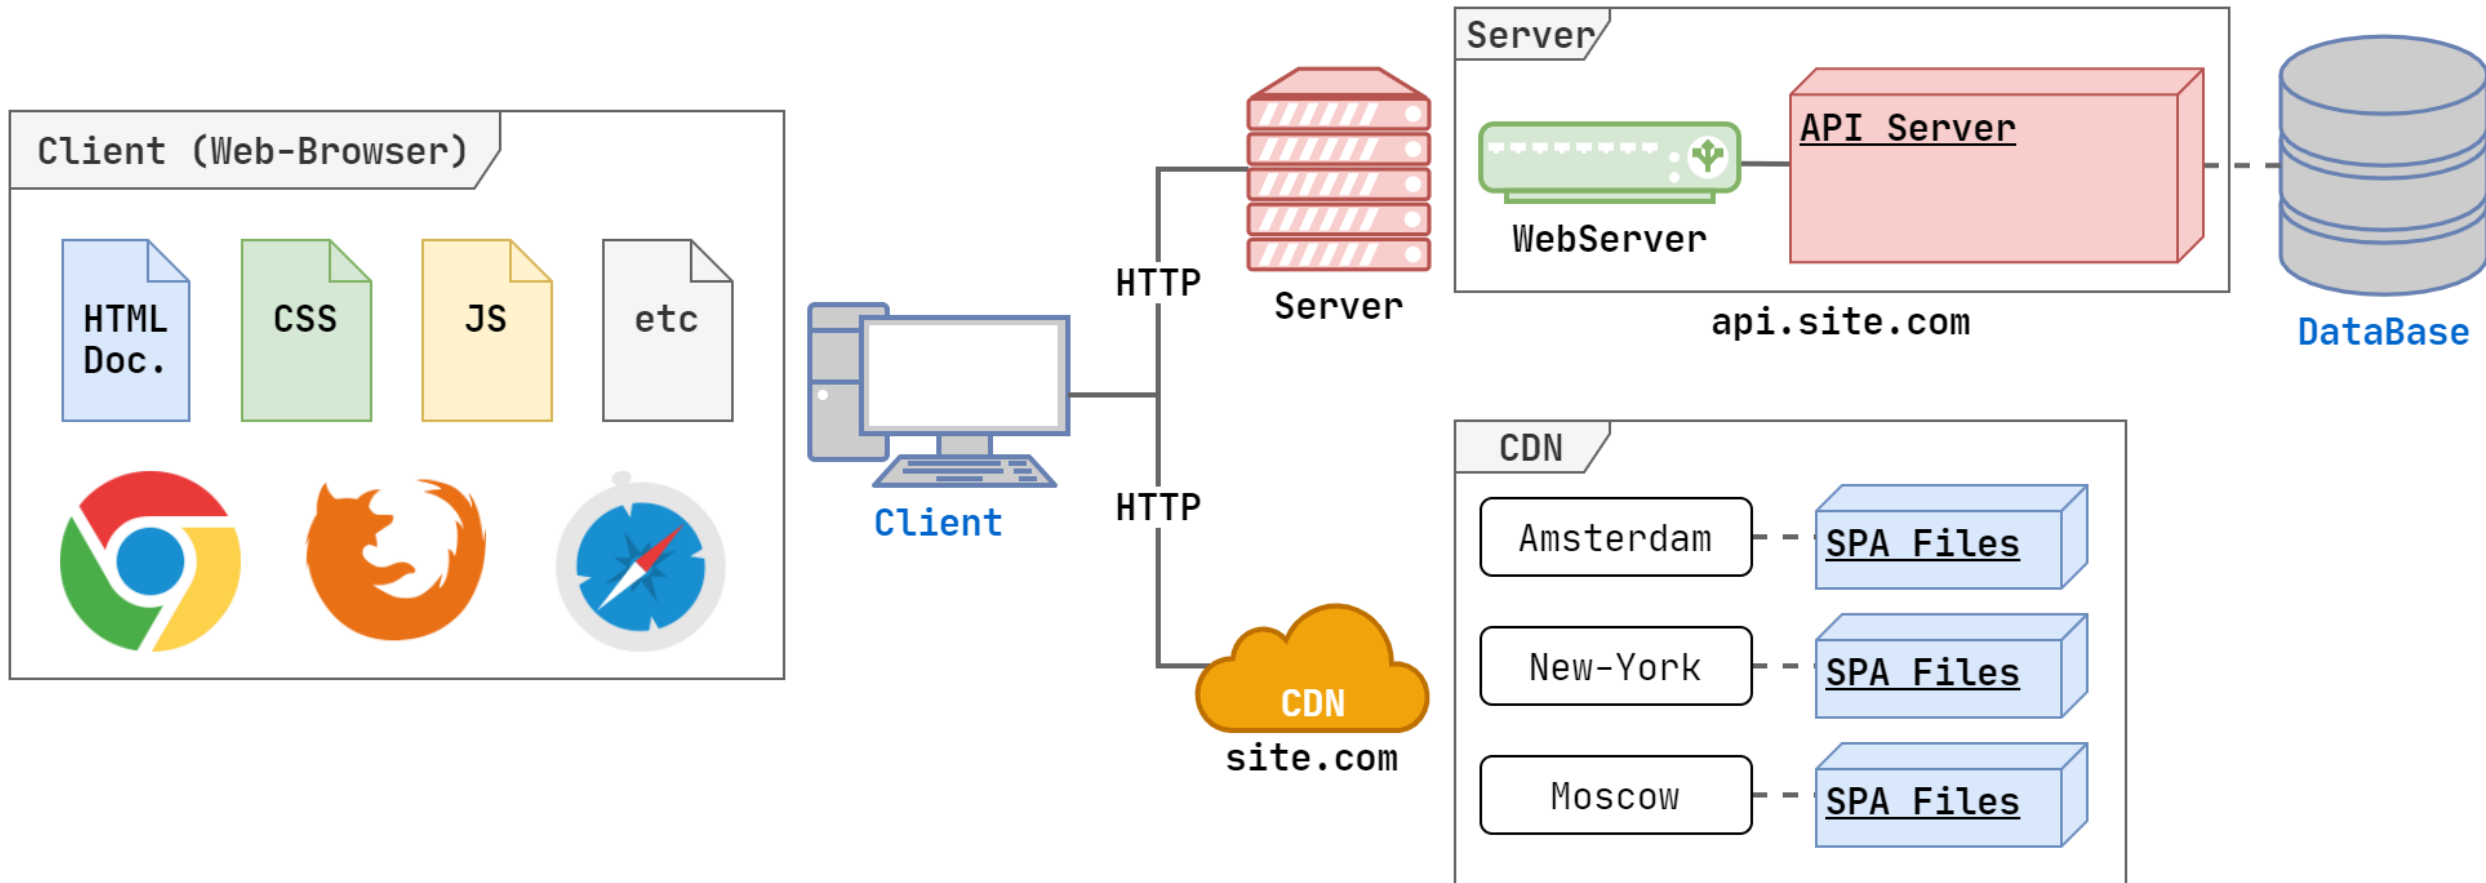 Client (Web-Browser)
HTML
Doc.
CSS
JS
etc
Client
HTTP
HTTP
Server
CDN
site.com
Server
WebServer
API Server
api.site.com
DataBase
CDN
Amsterdam
SPA Files
New-York
SPA Files
Moscow
SPA Files